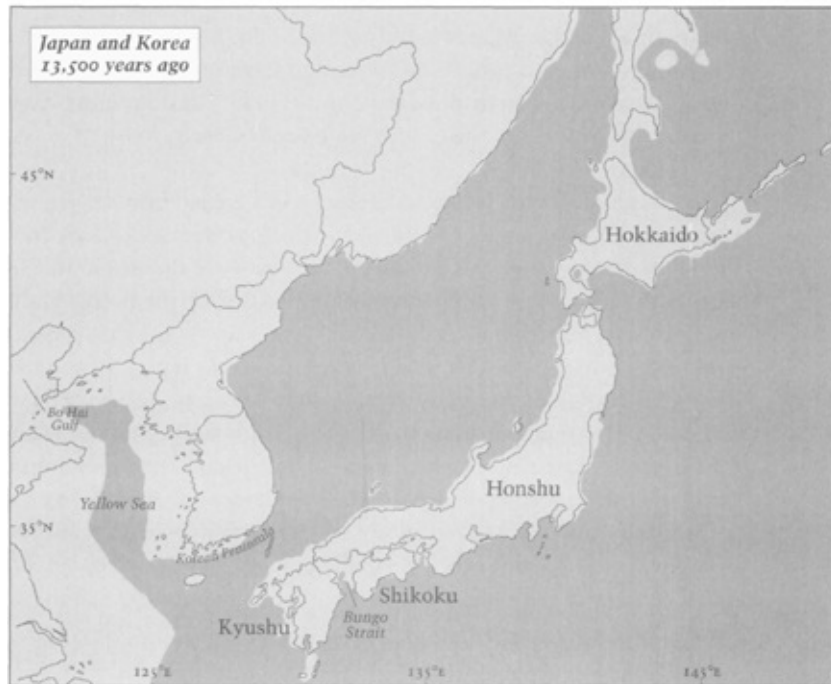 Japan and Korea
13,500 years ago
45°N
Hokkaido
Bo Hai
Gulf
Honshu
Yellow Sea
35°N
Korean
Shikoku
Kyushu
Bungo
Strait
125°E
135°E
145°E